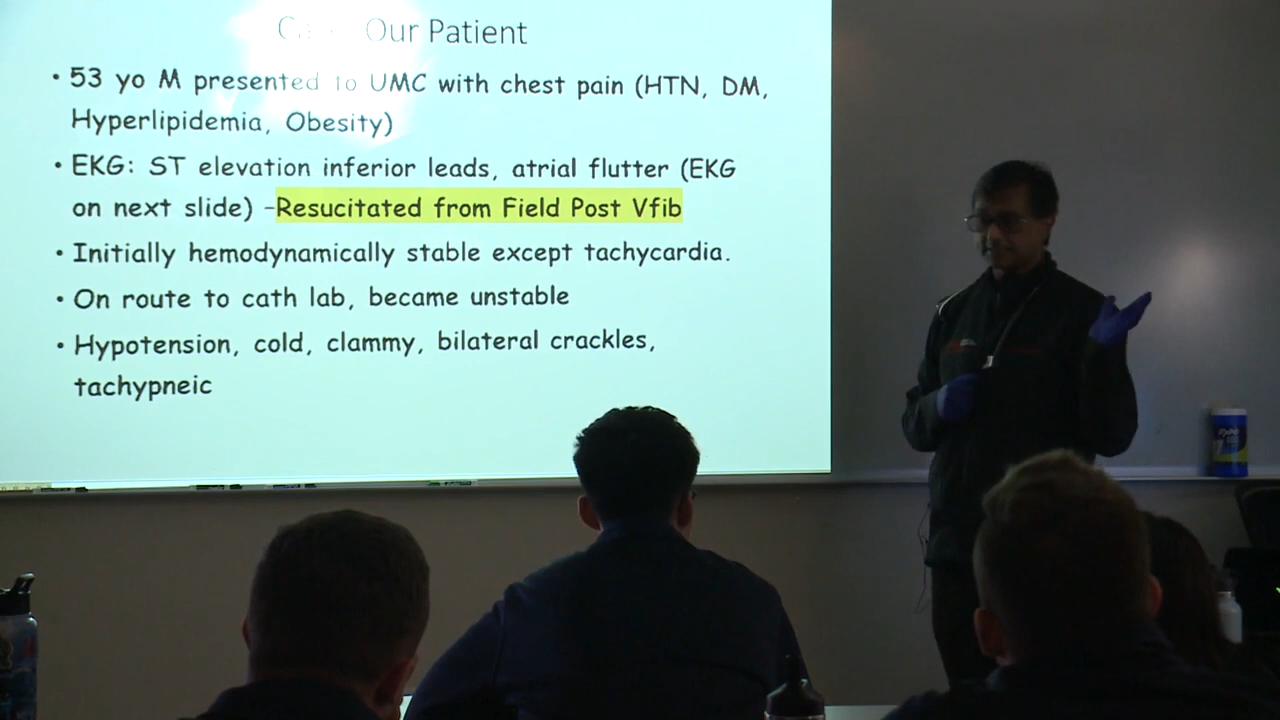 Our Patient
• 53 yo M presented to UMC with chest pain (HTN, DM,
Hyperlipidemia, Obesity)
• EKG: ST elevation inferior leads, atrial flutter (EKG
on next slide) -Resucitated from Field Post Vfib
• Initially hemodynamically stable except tachycardia.
• On route to cath lab, became unstable
• Hypotension, cold, clammy, bilateral crackles,
tachypneic